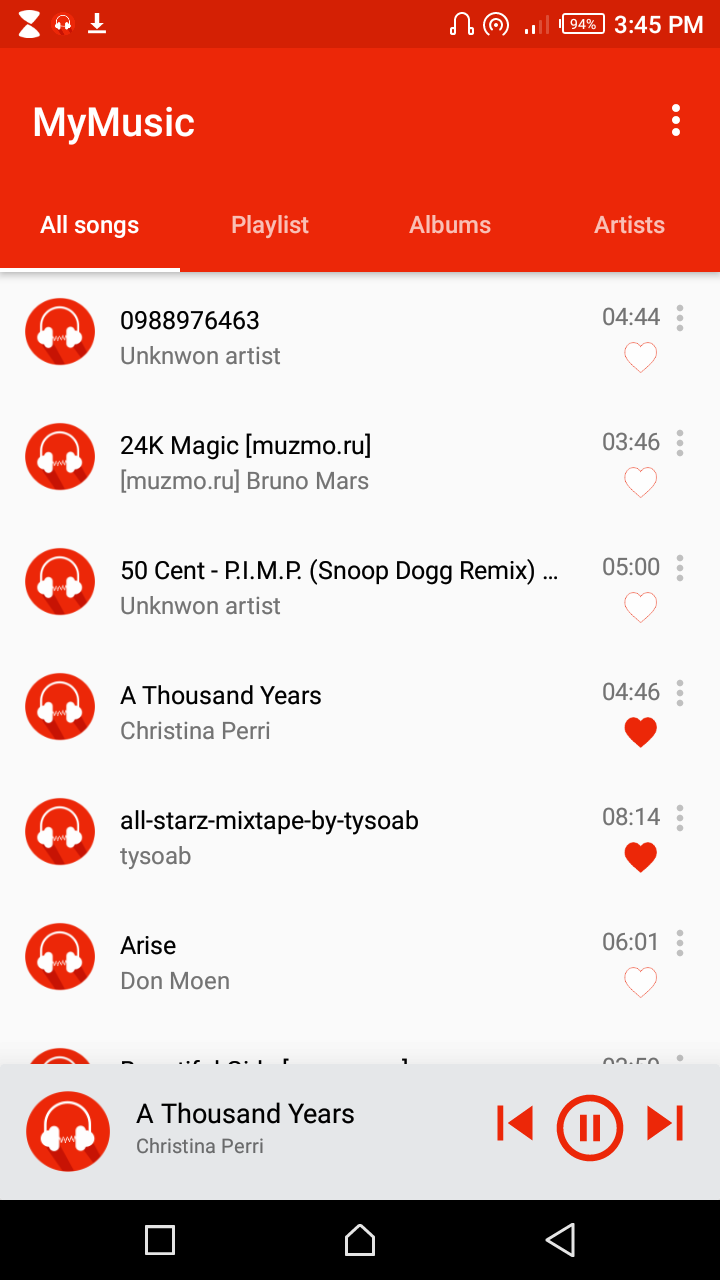 94% 3:45 PM
MyMusic
All songs Playlist Albums Artists
0988976463 04:44
Unknwon artist
24K Magic [muzmo.ru] 03:46
[muzmo.ru] Bruno Mars
50 Cent - P.I.M.P. (Snoop Dogg Remix) ... 05:00
Unknwon artist
A Thousand Years 04:46
Christina Perri
all-starz-mixtape-by-tysoab 08:14
tysoab
Arise 06:01
Don Moen
A Thousand Years
Christina Perri